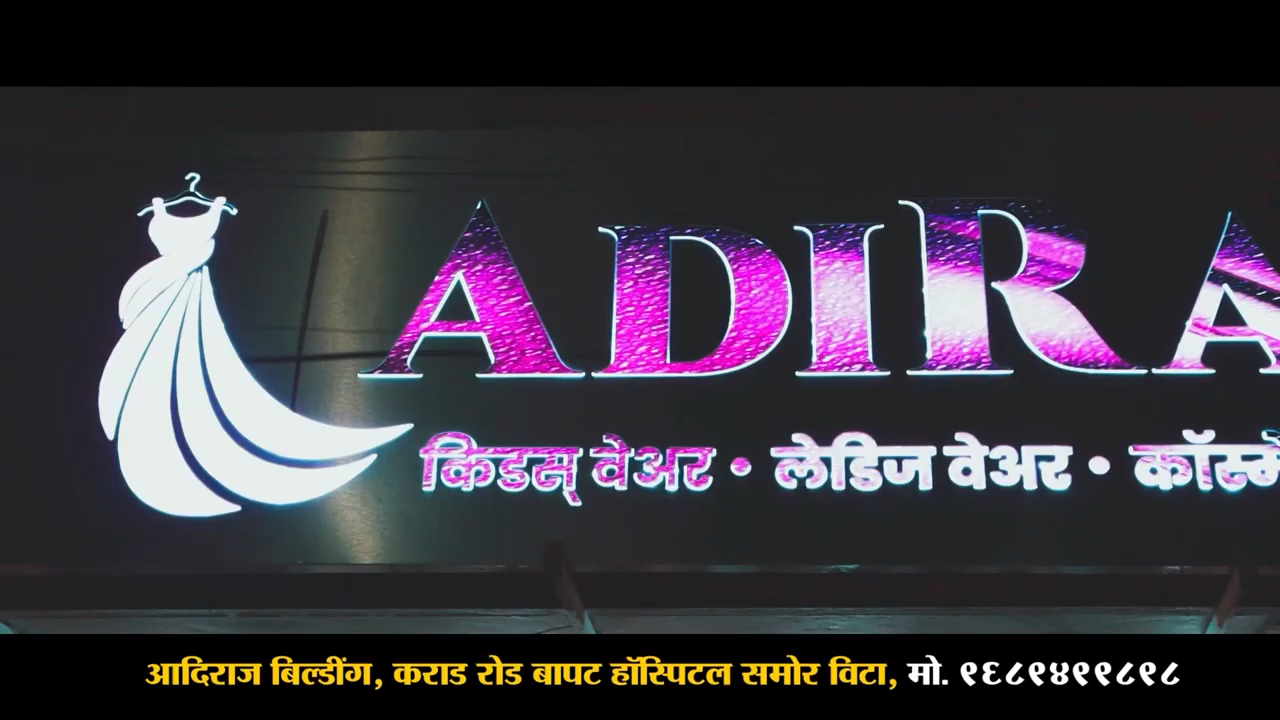 ADIRA
किडस् वेअर • लेडिज वेअर •
आदिराज बिल्डींग, कराड रोड बापट हॉस्पिटल समोर विटा, मो. ९६८९४९९८९८